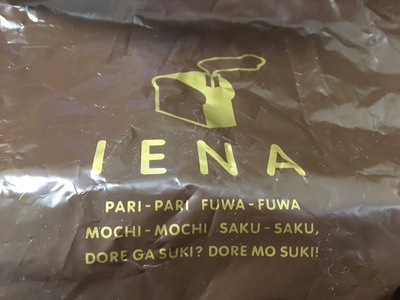 IENA
PARI-PARI FUWA-FUWA
MOCHI-MOCHI SAKU-SAKU,
DORE GA SUKI? DORE MO SUKI!